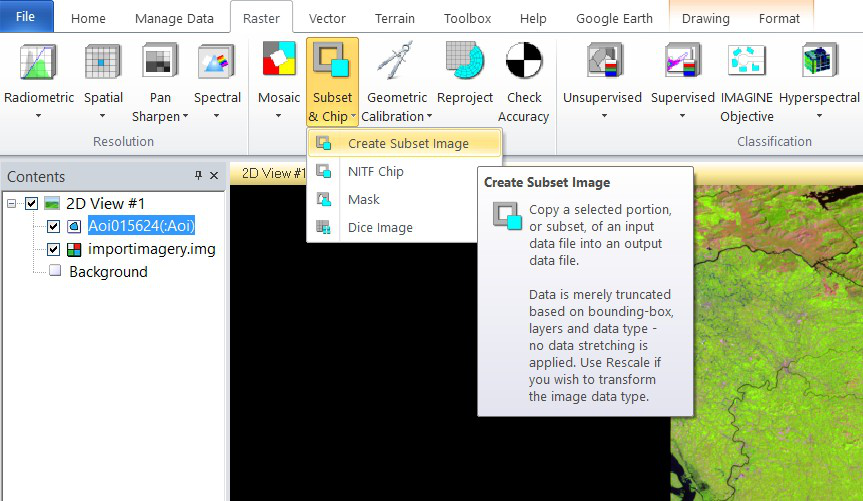 File Home Manage Data Raster Vector Terrain Toolbox Help Google Earth Drawing Format
Radiometric Spatial Pan Sharpen Spectral Mosaic Subset & Chip Geometric Calibration Reproject Check Accuracy Unsupervised Supervised IMAGINE Objective Hyperspectral
Resolution Classification
Contents
2D View #1
Aoi015624(:Aoi)
importimagery.img
Background
2D View #1
Create Subset Image
NITF Chip
Mask
Dice Image
Create Subset Image
Copy a selected portion,
or subset, of an input
data file into an output
data file.
Data is merely truncated
based on bounding-box,
layers and data type -
no data stretching is
applied. Use Rescale if
you wish to transform
the image data type.